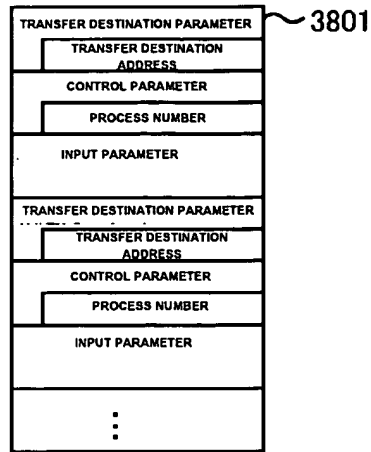 3801
TRANSFER DESTINATION PARAMETER
TRANSFER DESTINATION
ADDRESS
CONTROL PARAMETER
PROCESS NUMBER
INPUT PARAMETER
TRANSFER DESTINATION PARAMETER
TRANSFER DESTINATION
ADDRESS
CONTROL PARAMETER
PROCESS NUMBER
INPUT PARAMETER